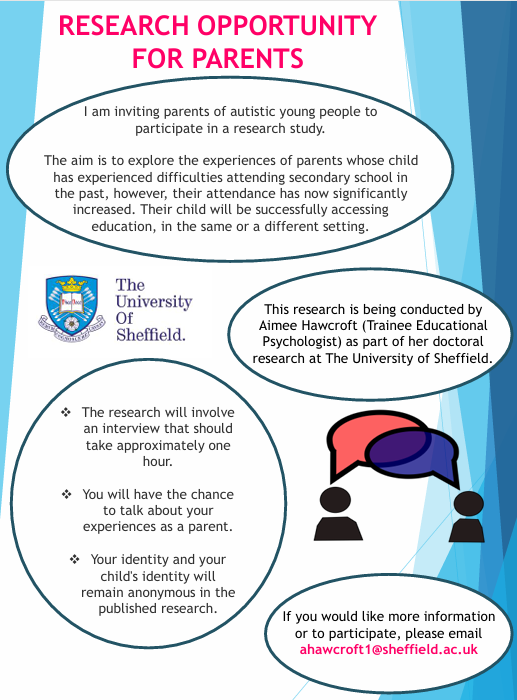 RESEARCH OPPORTUNITY
FOR PARENTS
I am inviting parents of autistic young people to
participate in a research study.
The aim is to explore the experiences of parents whose child
has experienced difficulties attending secondary school in
the past, however, their attendance has now significantly
increased. Their child will be successfully accessing
education, in the same or a different setting.
The
University
Of
Sheffield.
This research is being conducted by
Aimee Hawcroft (Trainee Educational
Psychologist) as part of her doctoral
research at The University of Sheffield.
❖ The research will involve
an interview that should
take approximately one
hour.
❖ You will have the chance
to talk about your
experiences as a parent.
❖ Your identity and your
child's identity will
remain anonymous in the
published research.
If you would like more information
or to participate, please email
ahawcroft1@sheffield.ac.uk